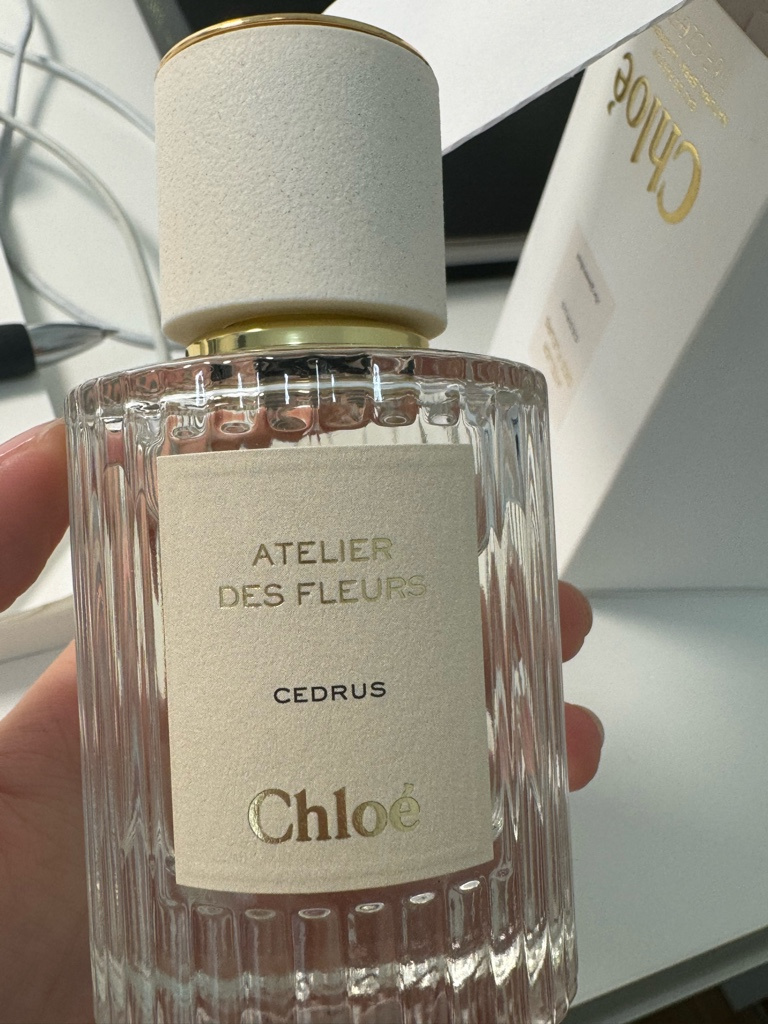 ATELIER
DES FLEURS
CEDRUS
Chloé
Chloé